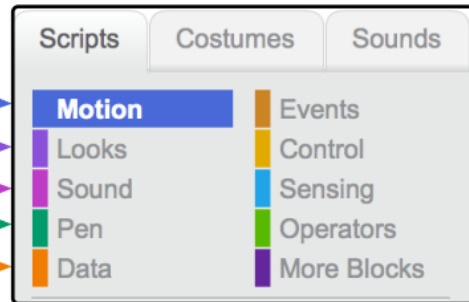 Scripts Costumes Sounds
Motion Events
Looks Control
Sound Sensing
Pen Operators
Data More Blocks